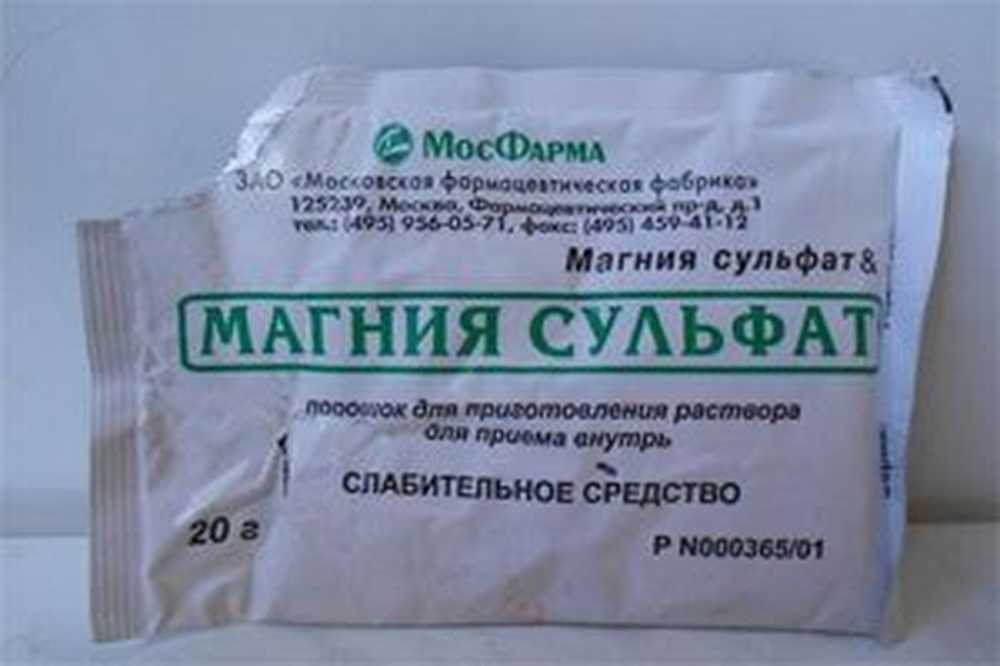 МосФарма
ЗАО «Московская фармацевтическая фабрика»
125239, Москва, Фармацевтический пр-д, д.1
тел.: (495) 956-05-71, факс: (495) 459-41-12
Магния сульфат &
МАГНИЯ СУЛЬФАТ
порошок для приготовления раствора
для приема внутрь
СЛАБИТЕЛЬНОЕ СРЕДСТВО
20 г
Р N000365/01